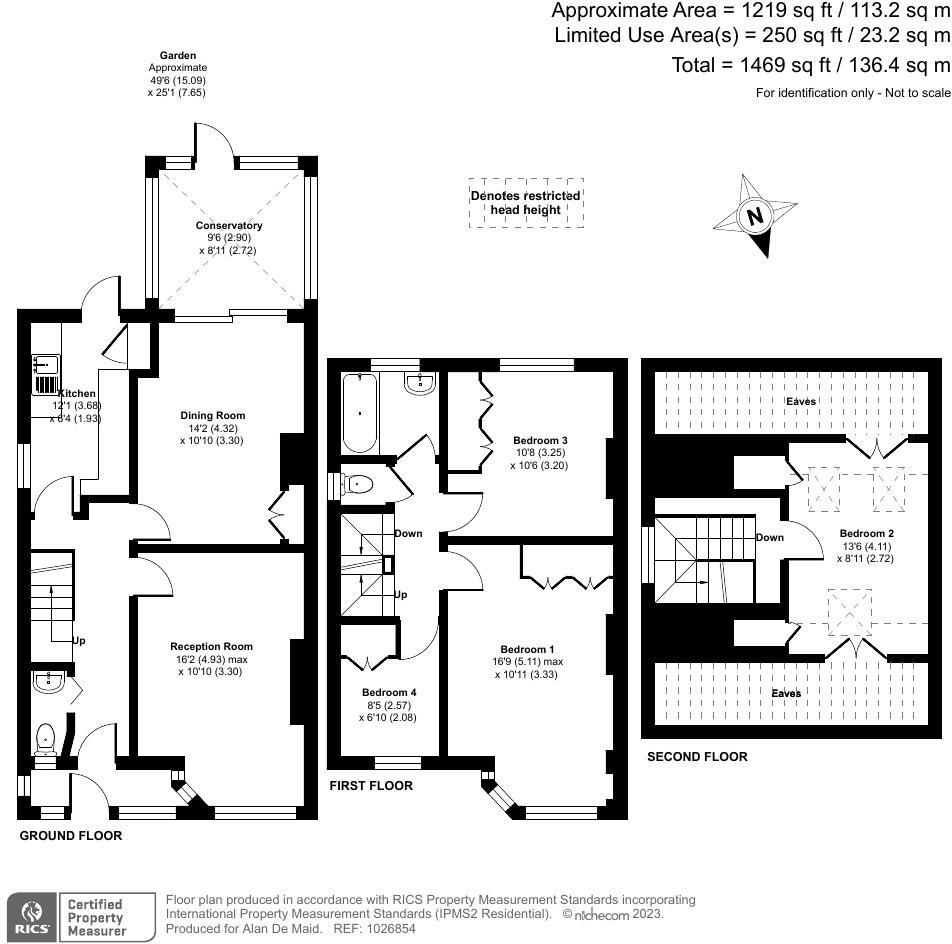 Approximate Area = 1219 sq ft / 113.2 sq m
Limited Use Area(s) = 250 sq ft / 23.2 sq m
Total = 1469 sq ft / 136.4 sq m
For identification only - Not to scale
Garden
Approximate
49'6 (15.09)
x 25'1 (7.65)
Denotes restricted
head height
N
Conservatory
9'6 (2.90)
x 8'11 (2.72)
Kitchen
12'1 (3.68)
x 6'4 (1.93)
Dining Room
14'2 (4.32)
x 10'10 (3.30)
Up
Reception Room
16'2 (4.93) max
x 10'10 (3.30)
GROUND FLOOR
Bedroom 3
10'8 (3.25)
x 10'6 (3.20)
Down
Up
Bedroom 1
16'9 (5.11) max
x 10'11 (3.33)
Bedroom 4
8'5 (2.57)
x 6'10 (2.08)
FIRST FLOOR
Eaves
Down
Bedroom 2
13'6 (4.11)
x 8'11 (2.72)
Eaves
SECOND FLOOR
RICS
Certified
Property
Measurer
Floor plan produced in accordance with RICS Property Measurement Standards incorporating
International Property Measurement Standards (IPMS2 Residential). © nichecom 2023.
Produced for Alan De Maid. REF: 1026854